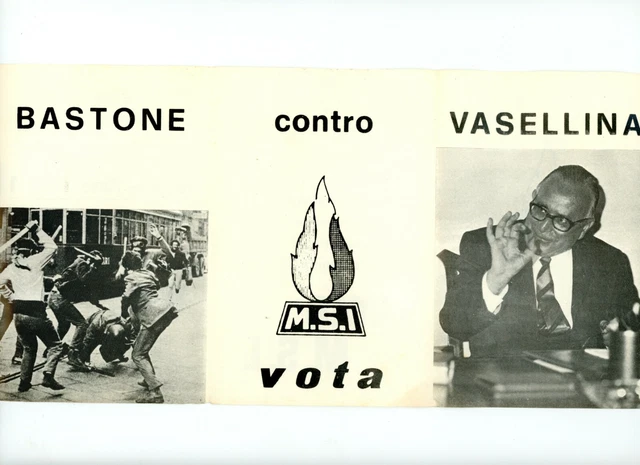 BASTONE
contro
VASELLINA
M.S.I
vota